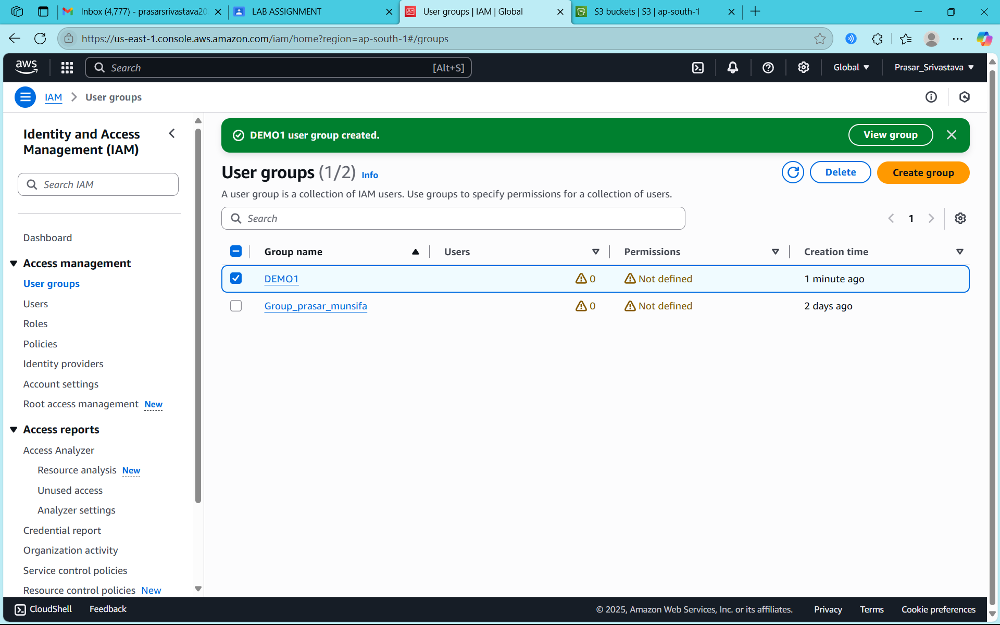 Inbox (4,777) - prasarsrivastava20
LAB ASSIGNMENT
User groups | IAM | Global
S3 buckets | S3 | ap-south-1
https://us-east-1.console.aws.amazon.com/iam/home?region=ap-south-1#/groups
aws
Search
[Alt+S]
Global
Prasar_Srivastava
IAM
User groups
Identity and Access
Management (IAM)
Search IAM
Dashboard
Access management
User groups
Users
Roles
Policies
Identity providers
Account settings
Root access management New
Access reports
Access Analyzer
Resource analysis New
Unused access
Analyzer settings
Credential report
Organization activity
Service control policies
Resource control policies New
DEMO1 user group created.
View group
User groups (1/2) Info
Delete
Create group
A user group is a collection of IAM users. Use groups to specify permissions for a collection of users.
Search
1
Group name
Users
Permissions
Creation time
DEMO1
0
Not defined
1 minute ago
Group_prasar_munsifa
0
Not defined
2 days ago
CloudShell
Feedback
© 2025, Amazon Web Services, Inc. or its affiliates.
Privacy
Terms
Cookie preferences